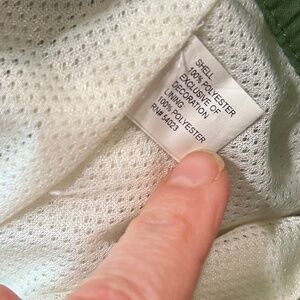 SHELL
100% POLYESTER
EXCLUSIVE OF
DECORATION
LINING:
100% POLYESTER
RN# 54023